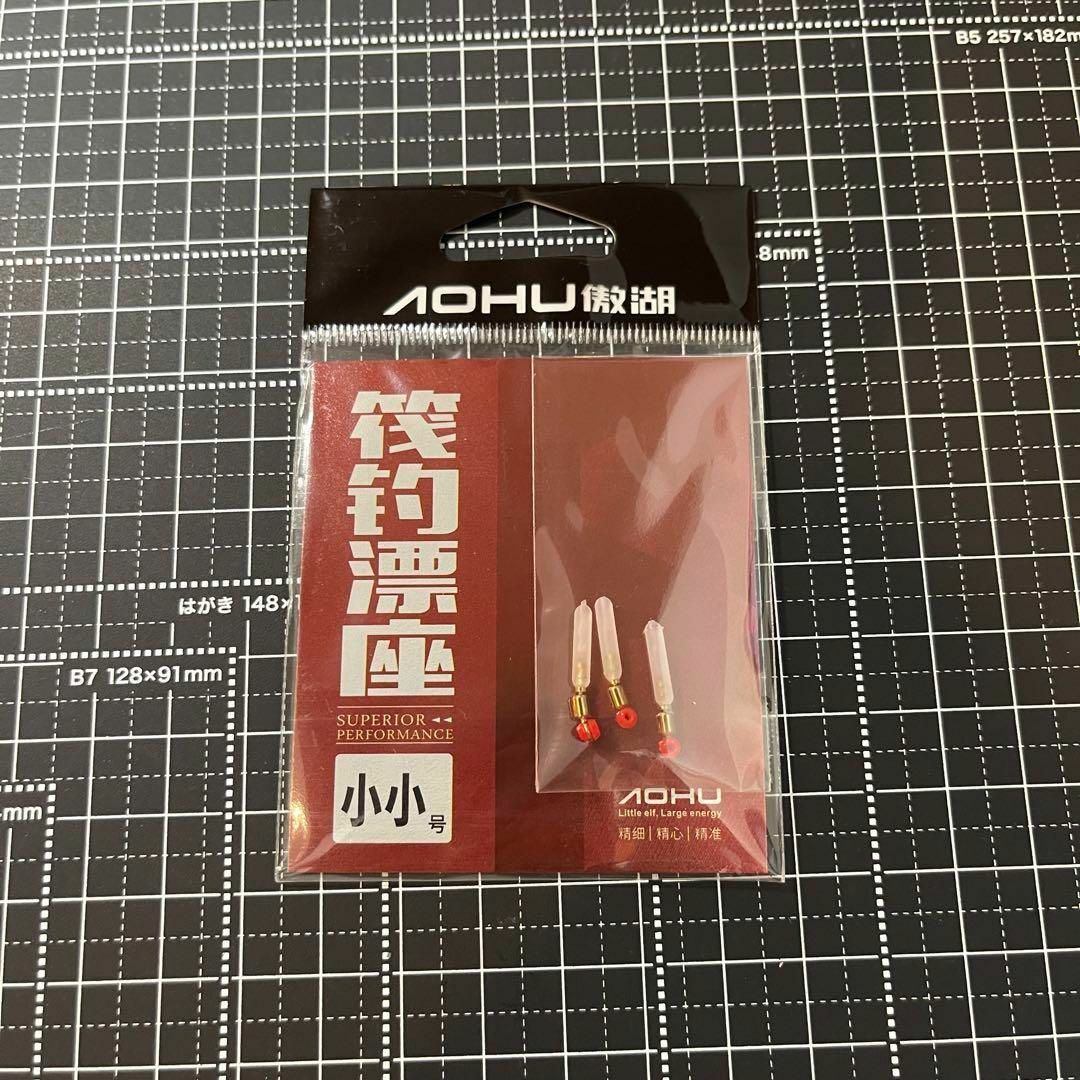 B5 257×182m
8mm
AOHU傲湖
筏钓漂座
はがき 148×
B7 128×91mm
SUPERIOR
PERFORMANCE
小小号
mm
AOHU
Little elf, Large energy
精细|精心|精准